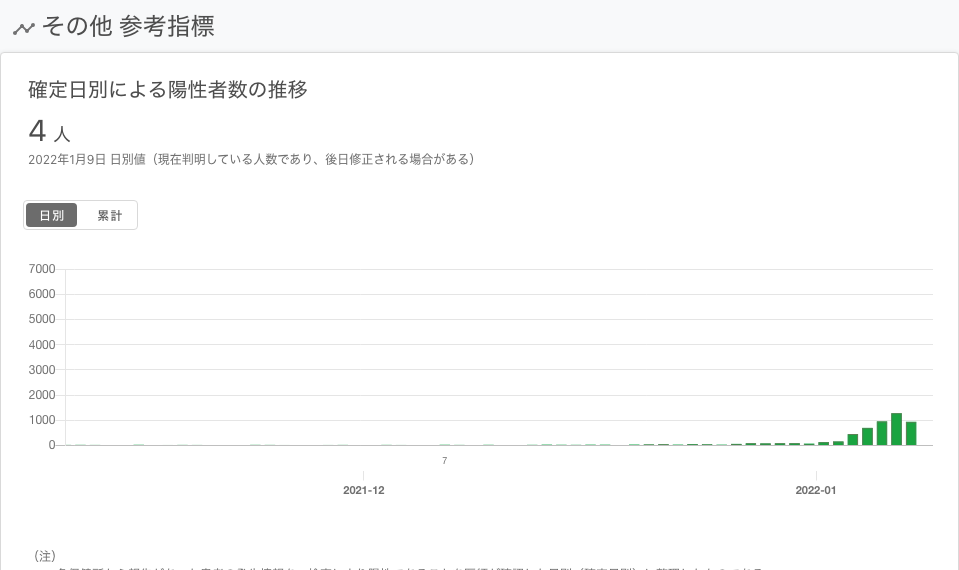 その他 参考指標
確定日別による陽性者数の推移
4 人
2022年1月9日 日別値（現在判明している人数であり、後日修正される場合がある）
日別 累計
7000
6000
5000
4000
3000
2000
1000
0
7
2021-12 2022-01
（注）